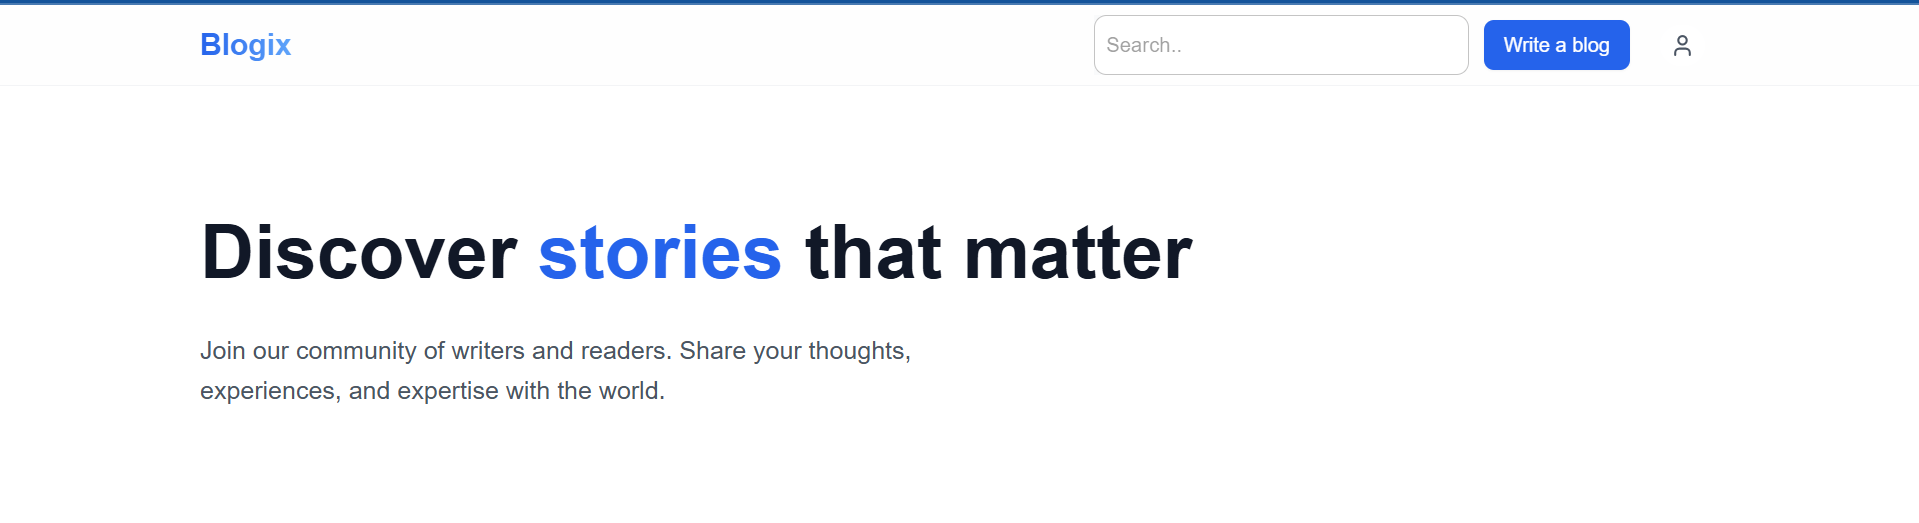 Blogix
Search..
Write a blog
Discover stories that matter
Join our community of writers and readers. Share your thoughts,
experiences, and expertise with the world.